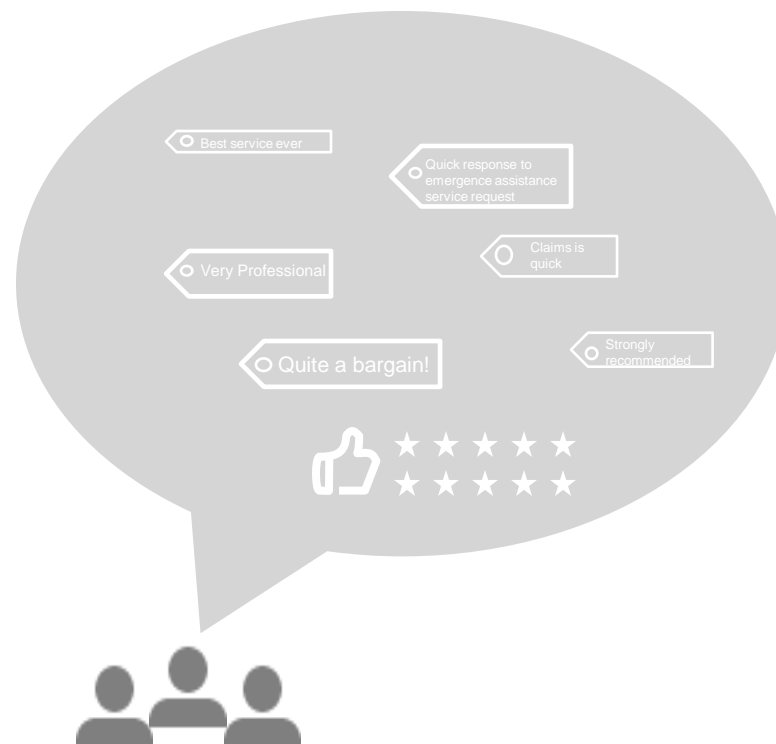 Best service ever
Quick response to
emergence assistance
service request
Claims is
quick
Very Professional
Strongly
recommended
Quite a bargain!